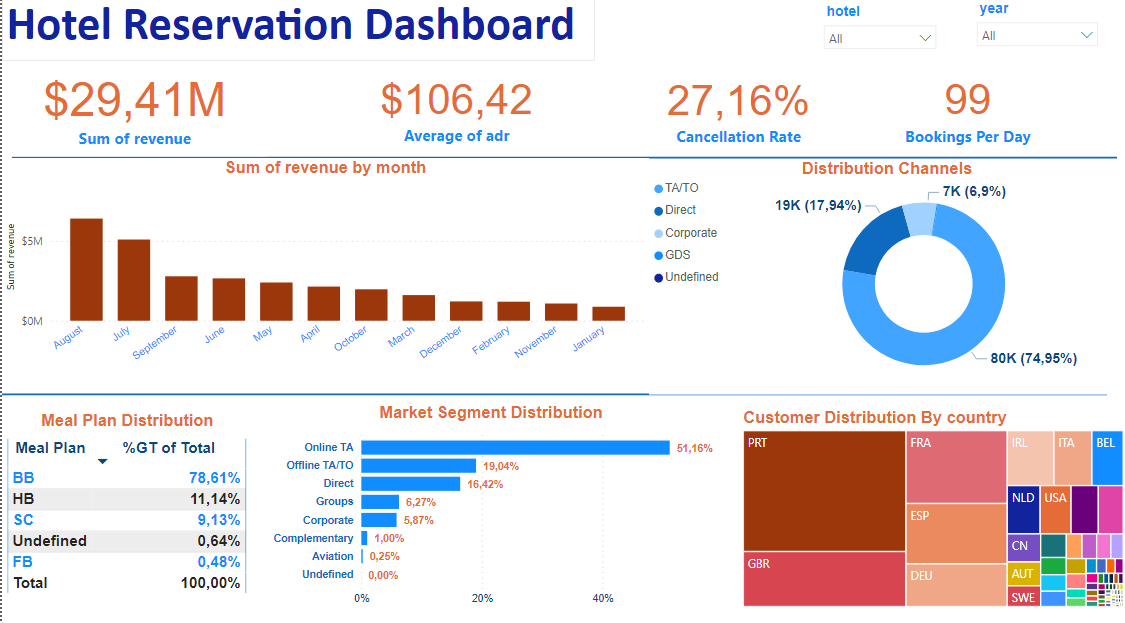 Hotel Reservation Dashboard
hotel
All
year
All
$29,41M
Sum of revenue
$106,42
Average of adr
27,16%
Cancellation Rate
99
Bookings Per Day
Sum of revenue by month
Sum of revenue
$5M
$0M
August
July
September
June
May
April
October
March
December
February
November
January
Distribution Channels
TA/TO
Direct
Corporate
GDS
Undefined
7K (6,9%)
19K (17,94%)
80K (74,95%)
Meal Plan Distribution
Meal Plan %GT of Total
BB 78,61%
HB 11,14%
SC 9,13%
Undefined 0,64%
FB 0,48%
Total 100,00%
Market Segment Distribution
Online TA 51,16%
Offline TA/TO 19,04%
Direct 16,42%
Groups 6,27%
Corporate 5,87%
Complementary 1,00%
Aviation 0,25%
Undefined 0,00%
0% 20% 40%
Customer Distribution By country
PRT
GBR
FRA
ESP
DEU
IRL
ITA
BEL
NLD
USA
CN
AUT
SWE